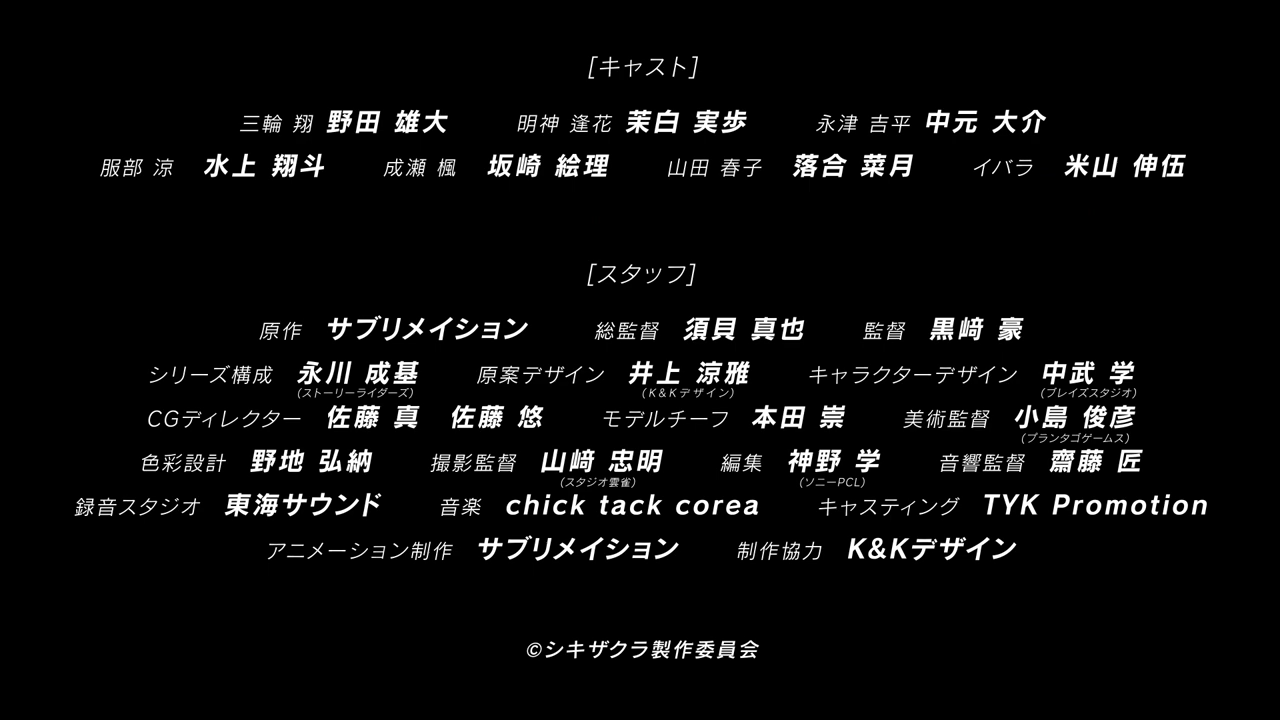 [キャスト]
三輪 翔 野田 雄大 明神 逢花 茉白 実歩 永津 吉平 中元 大介
服部 涼 水上 翔斗 成瀬 楓 坂崎 絵理 山田 春子 落合 菜月 イバラ 米山 伸伍
[スタッフ]
原作 サブリメイション 総監督 須貝 真也 監督 黒﨑 豪
シリーズ構成 永川 成基 原案デザイン 井上 涼雅 キャラクターデザイン 中武 学
(ストーリーライダーズ) (K&Kデザイン) (ブレイズスタジオ)
CGディレクター 佐藤 真 佐藤 悠 モデルチーフ 本田 崇 美術監督 小島 俊彦
(プランタゴゲームス)
色彩設計 野地 弘納 撮影監督 山﨑 忠明 編集 神野 学 音響監督 齋藤 匠
(スタジオ雲雀) (ソニーPCL)
録音スタジオ 東海サウンド 音楽 chick tack corea キャスティング TYK Promotion
アニメーション制作 サブリメイション 制作協力 K&Kデザイン
©シキザクラ製作委員会